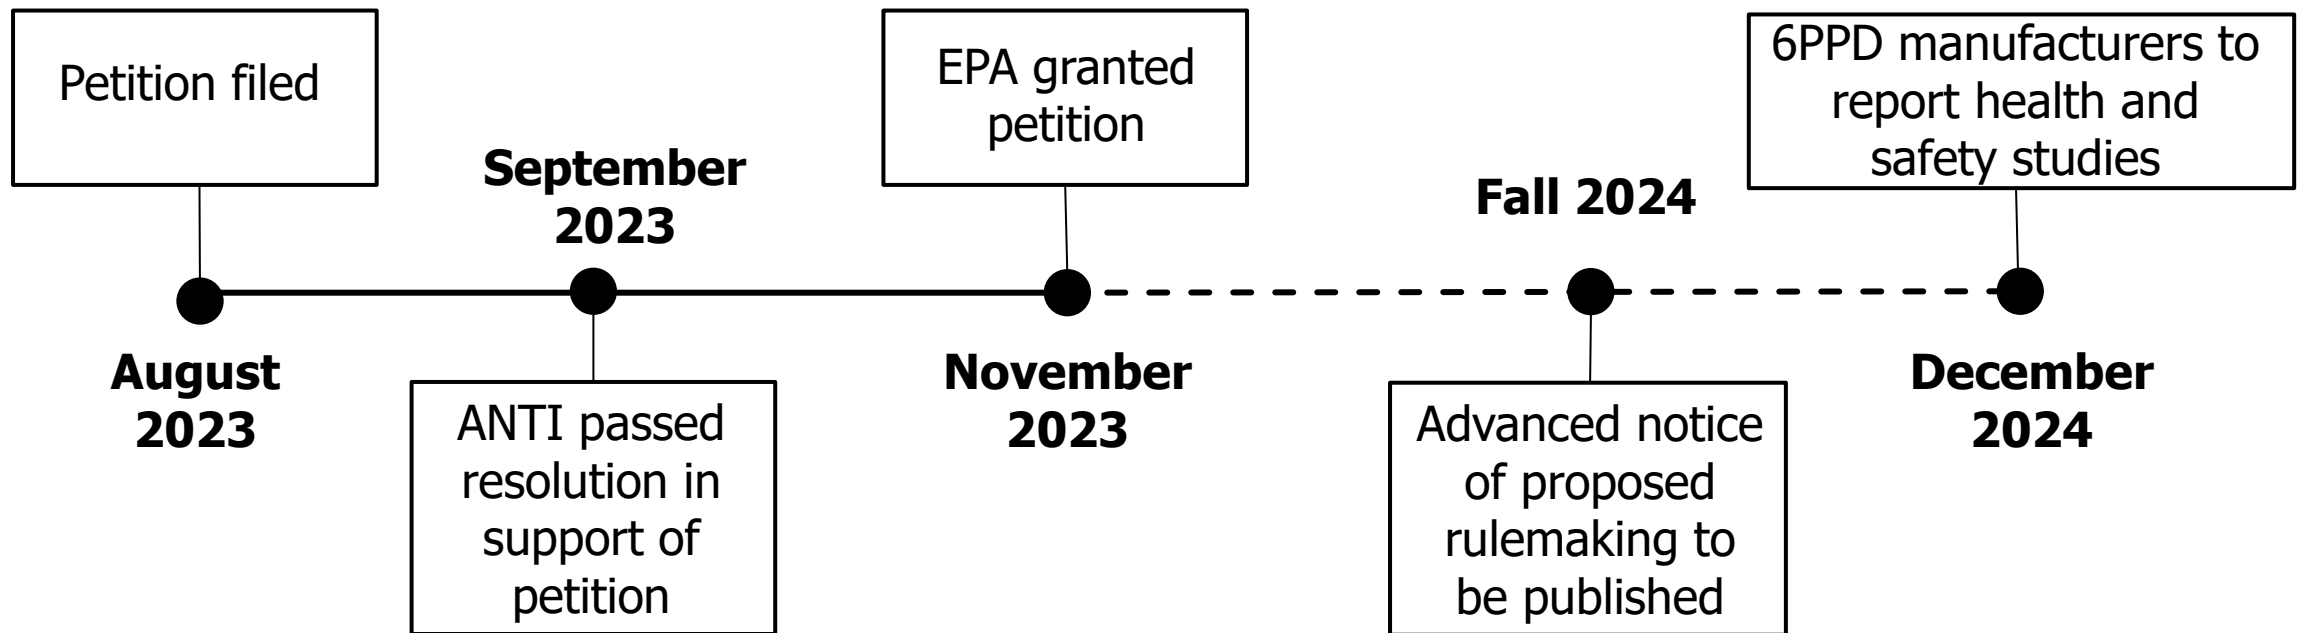 Petition filed
August
2023
September
2023
ANTI passed
resolution in
support of
petition
EPA granted
petition
November
2023
Fall 2024
Advanced notice
of proposed
rulemaking to
be published
6PPD manufacturers to
report health and
safety studies
December
2024